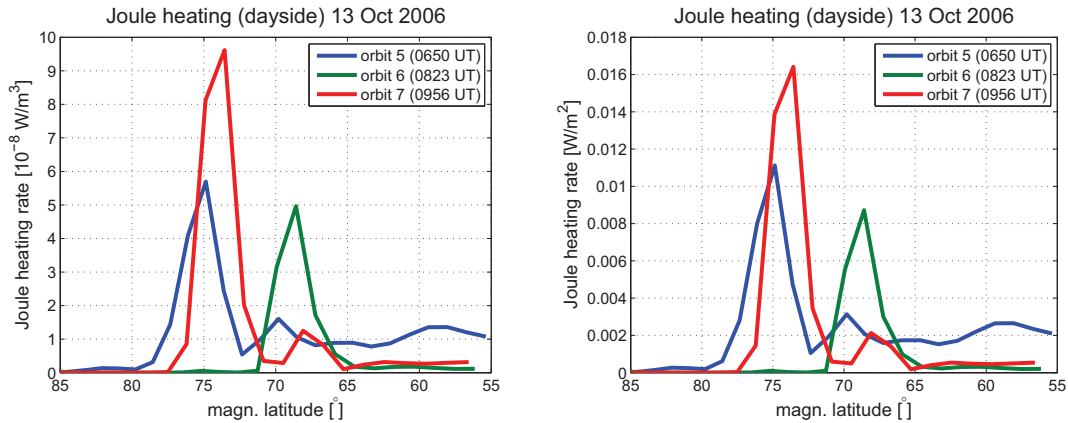 Joule heating (dayside) 13 Oct 2006
10
9
8
7
6
5
4
3
2
1
0
85
80
75
70
65
60
55
Joule heating rate [10⁻⁸ W/m³]
magn. latitude [°]
orbit 5 (0650 UT)
orbit 6 (0823 UT)
orbit 7 (0956 UT)
Joule heating (dayside) 13 Oct 2006
0.018
0.016
0.014
0.012
0.01
0.008
0.006
0.004
0.002
0
85
80
75
70
65
60
55
Joule heating rate [W/m²]
magn. latitude [°]
orbit 5 (0650 UT)
orbit 6 (0823 UT)
orbit 7 (0956 UT)